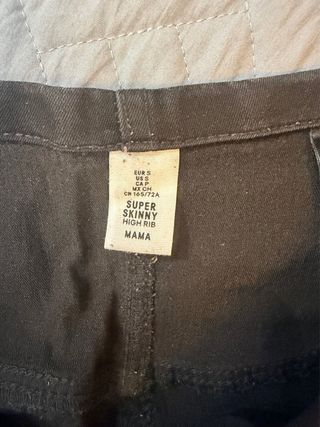 EUR S
US S
CA P
MX CH
CN 165/72A
SUPER
SKINNY
HIGH RIB
MAMA